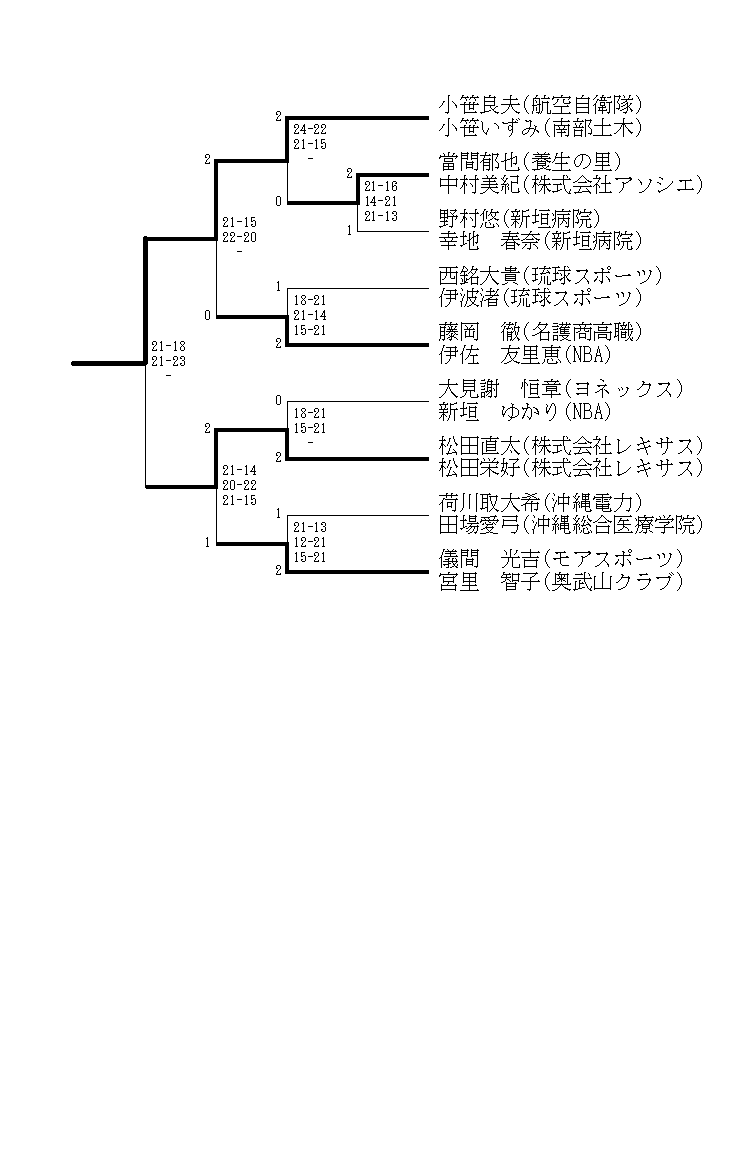 小笹良夫(航空自衛隊)
2
24-22
小笹いずみ(南部土木)
21-15
-
2
當間郁也(養生の里)
2
21-16
中村美紀(株式会社アソシエ)
0
14-21
21-15
21-13
野村悠(新垣病院)
22-20
1
幸地　春奈(新垣病院)
-
西銘大貴(琉球スポーツ)
1
18-21
伊波渚(琉球スポーツ)
0
21-14
15-21
藤岡　徹(名護商高職)
21-18
2
伊佐　友里恵(NBA)
21-23
-
大見謝　恒章(ヨネックス)
0
18-21
新垣　ゆかり(NBA)
2
15-21
-
松田直太(株式会社レキサス)
2
21-14
松田栄好(株式会社レキサス)
20-22
21-15
荷川取大希(沖縄電力)
1
21-13
田場愛弓(沖縄総合医療学院)
1
12-21
15-21
儀間　光吉(モアスポーツ)
2
宮里　智子(奥武山クラブ)